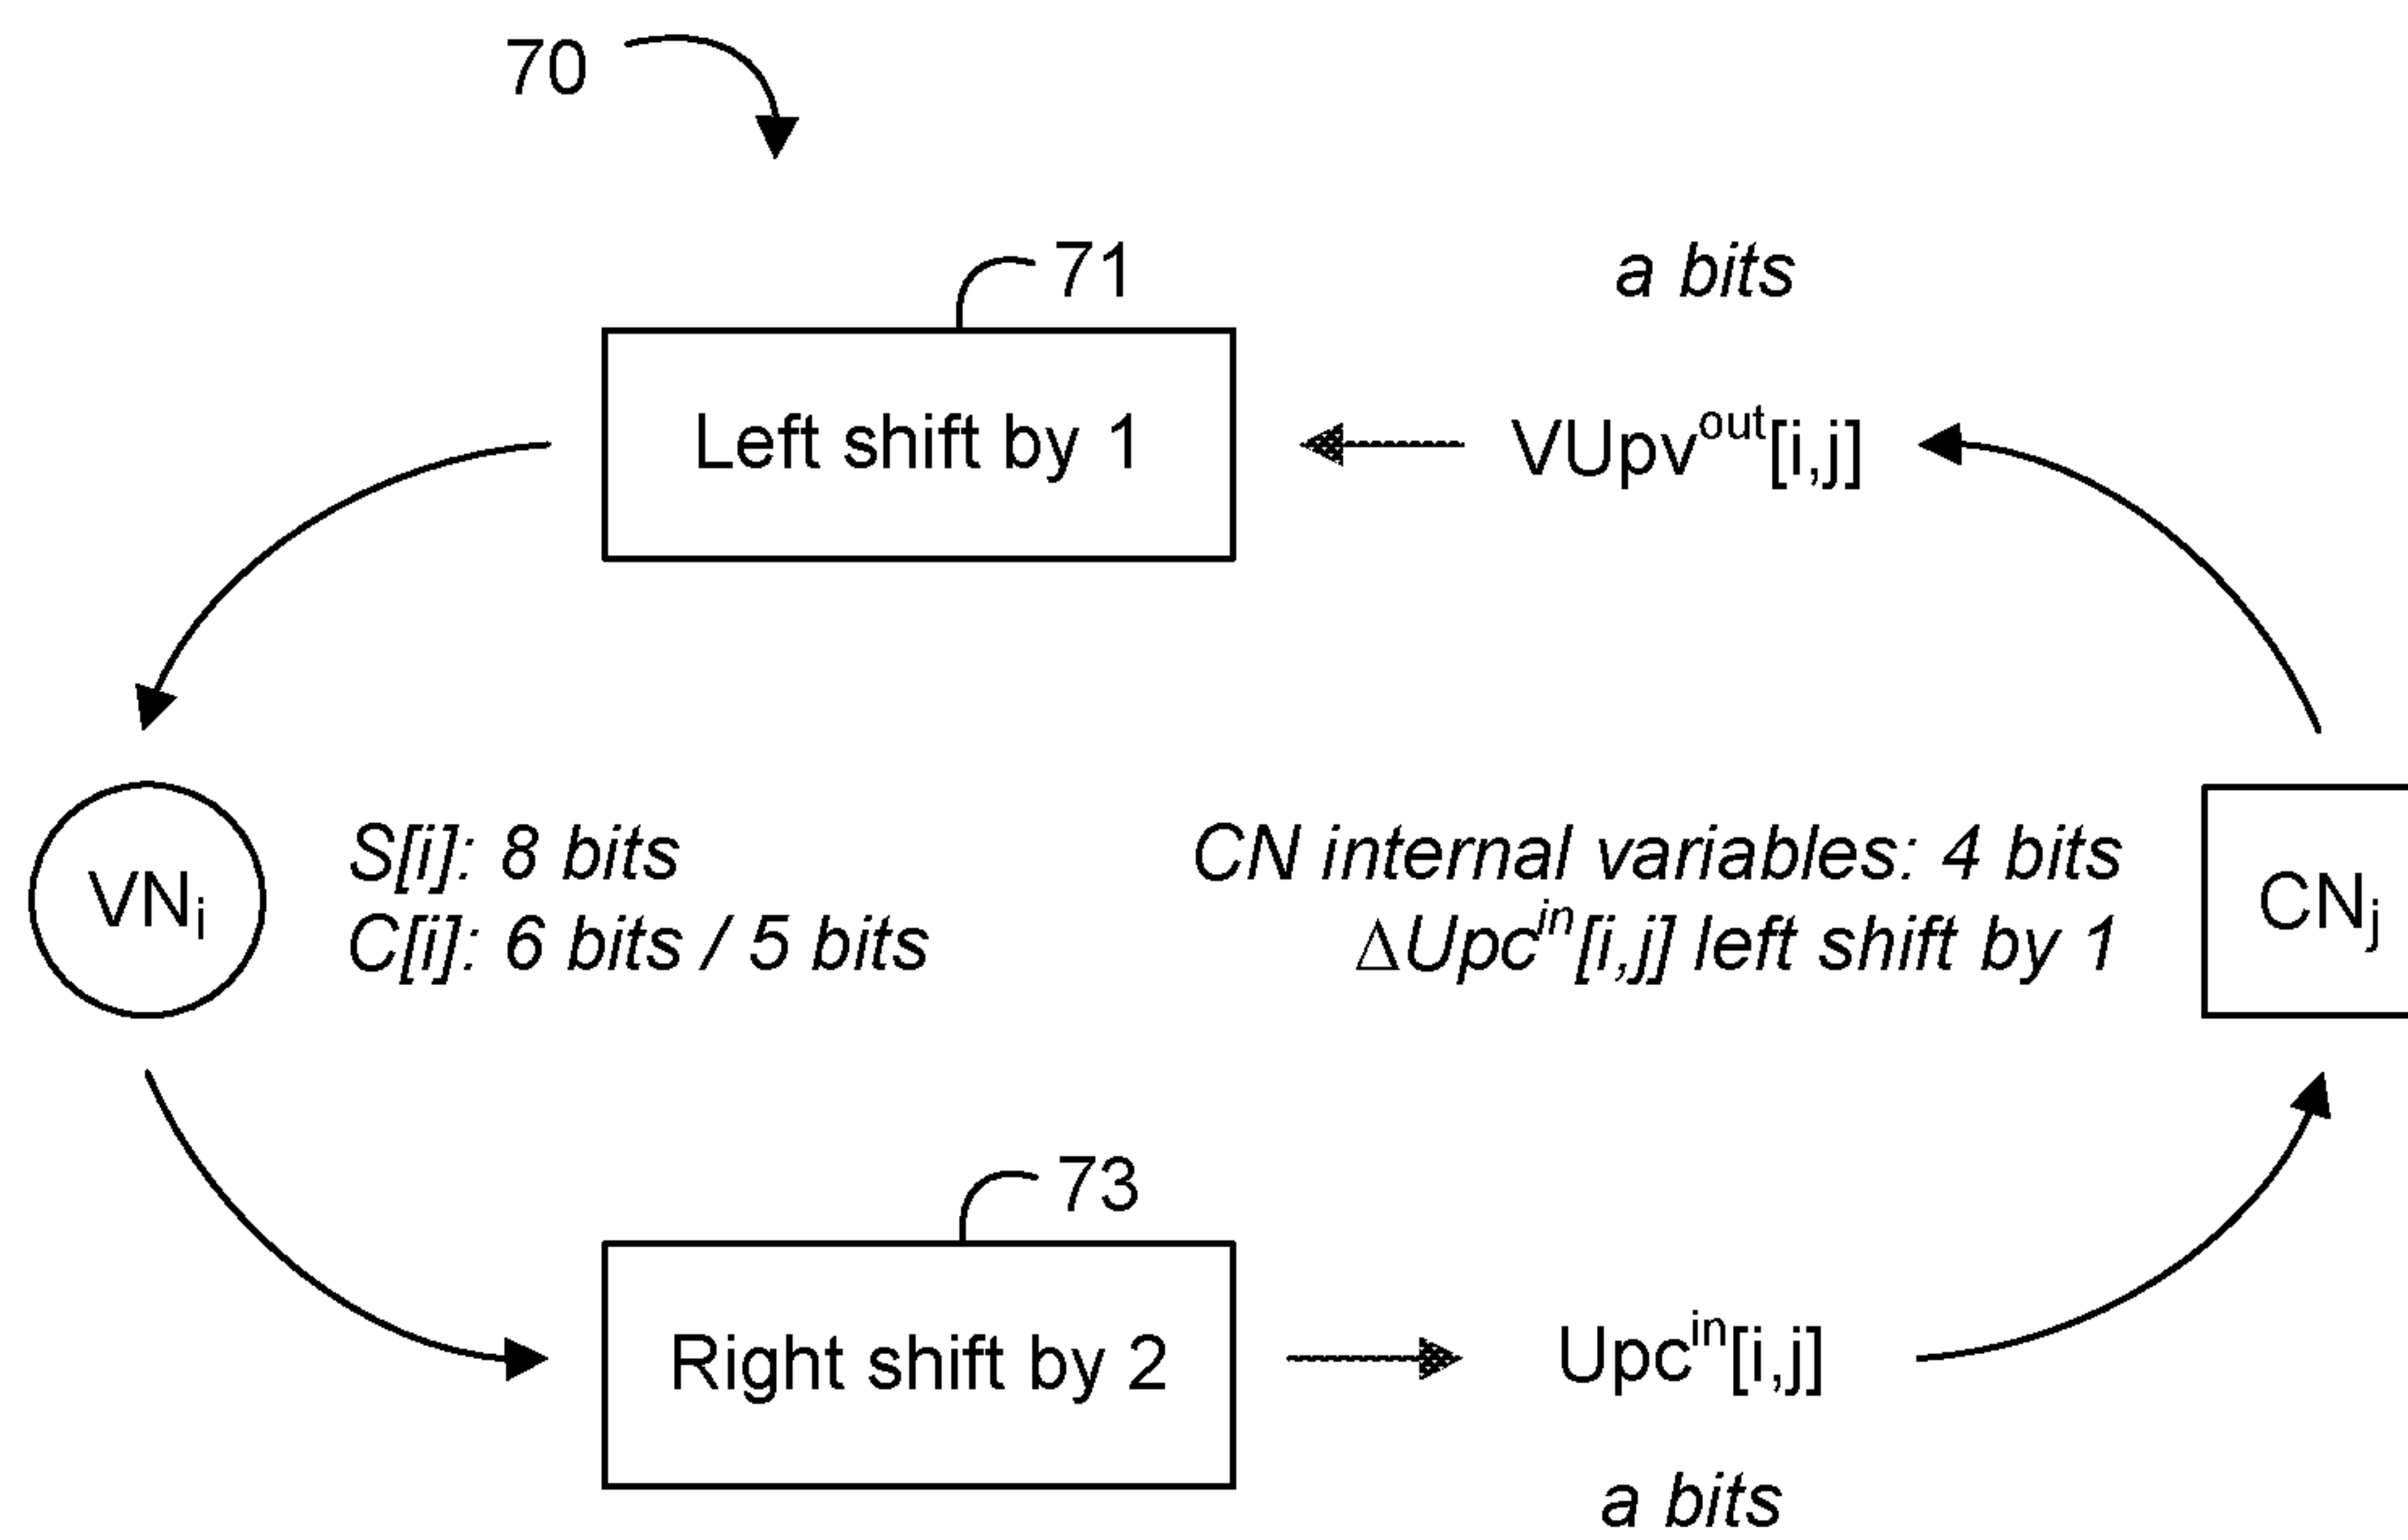 70
71
a bits
Left shift by 1
VUpv^out[i,j]
VN_i
S[i]: 8 bits
C[i]: 6 bits / 5 bits
CN internal variables: 4 bits
ΔUpc^in[i,j] left shift by 1
CN_j
73
Right shift by 2
Upc^in[i,j]
a bits